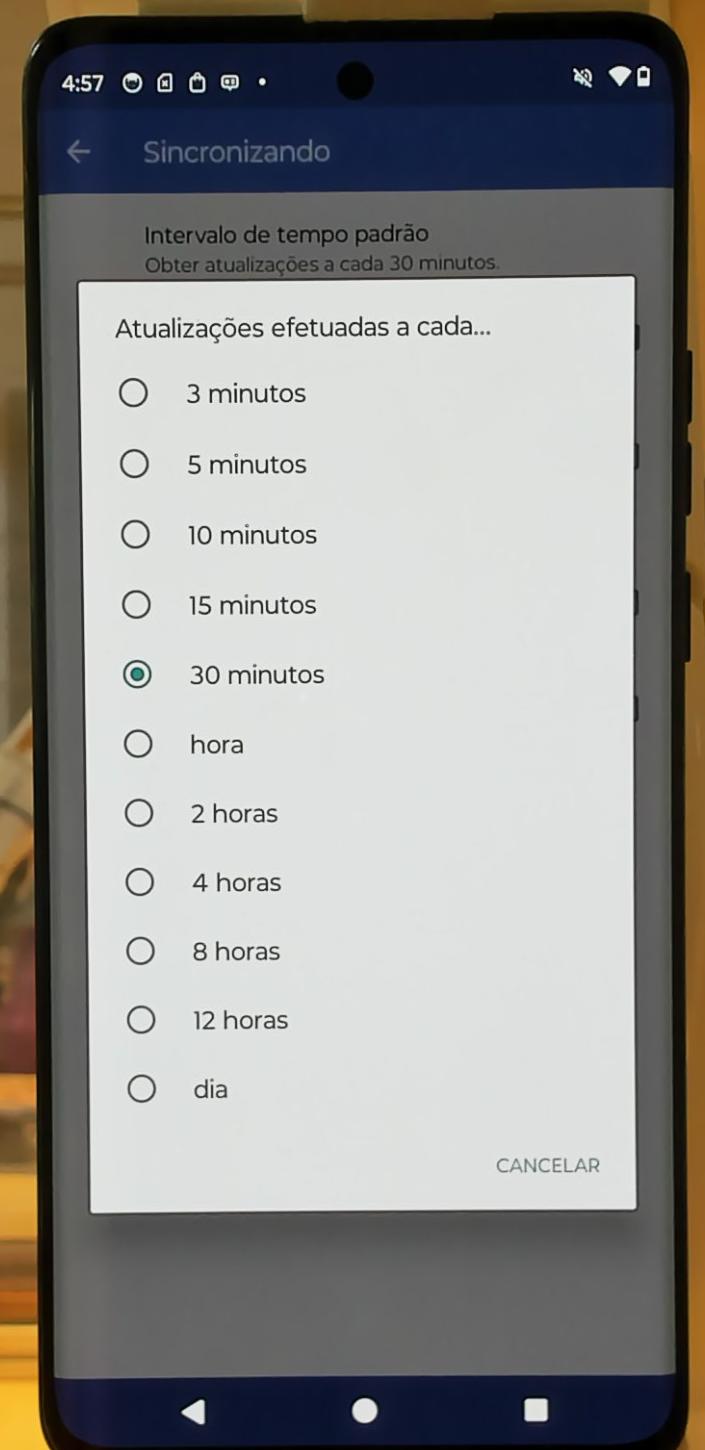 4:57
Sincronizando
Intervalo de tempo padrão
Obter atualizações a cada 30 minutos.
Atualizações efetuadas a cada...
3 minutos
5 minutos
10 minutos
15 minutos
30 minutos
hora
2 horas
4 horas
8 horas
12 horas
dia
CANCELAR